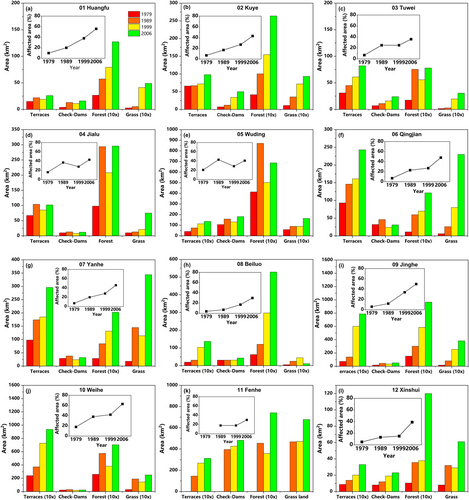 (a) 01 Huangfu
1979
1989
1999
2006
Affected area (%)
Year
Area (km²)
Terraces Check-Dams Forest (10x) Grass (10x)
(b) 02 Kuye
Affected area (%)
Year
Area (km²)
Terraces Check-Dams Forest (10x) Grass (10x)
(c) 03 Tuwei
Affected area (%)
Year
Area (km²)
Terraces Check-Dams Forest (10x) Grass (10x)
(d) 04 Jialu
Affected area (%)
Year
Area (km²)
Terraces Check-Dams Forest Grass
(e) 05 Wuding
Affected area (%)
Year
Area (km²)
Terraces (10x) Check-Dams Forest (10x) Grass (10x)
(f) 06 Qingjian
Affected area (%)
Year
Area (km²)
Terraces Check-Dams Forest (10x) Grass
(g) 07 Yanhe
Affected area (%)
Year
Area (km²)
Terraces Check-Dams Forest (10x) Grass
(h) 08 Beiluo
Affected area (%)
Year
Area (km²)
Terraces (10x) Check-Dams Forest (10x) Grass (10x)
(i) 09 Jinghe
Affected area (%)
Year
Area (km²)
erraces (10x) Check-Dams Forest (10x) Grass (10x)
(j) 10 Weihe
Affected area (%)
Year
Area (km²)
Terraces (10x) Check-Dams Forest (10x) Grass (10x)
(k) 11 Fenhe
Affected area (%)
Year
Area (km²)
Terraces (10x) Check-Dams Forest (10x) Grass land
(l) 12 Xinshui
Affected area (%)
Year
Area (km²)
Terraces Check-Dams Forest (10x) Grass